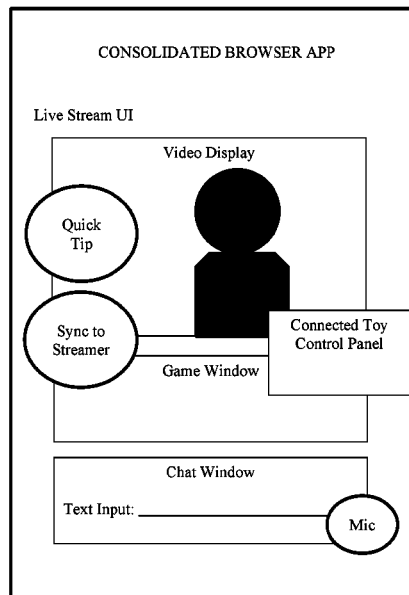 CONSOLIDATED BROWSER APP
Live Stream UI
Video Display
Quick
Tip
Sync to
Streamer
Connected Toy
Control Panel
Game Window
Chat Window
Text Input:
Mic